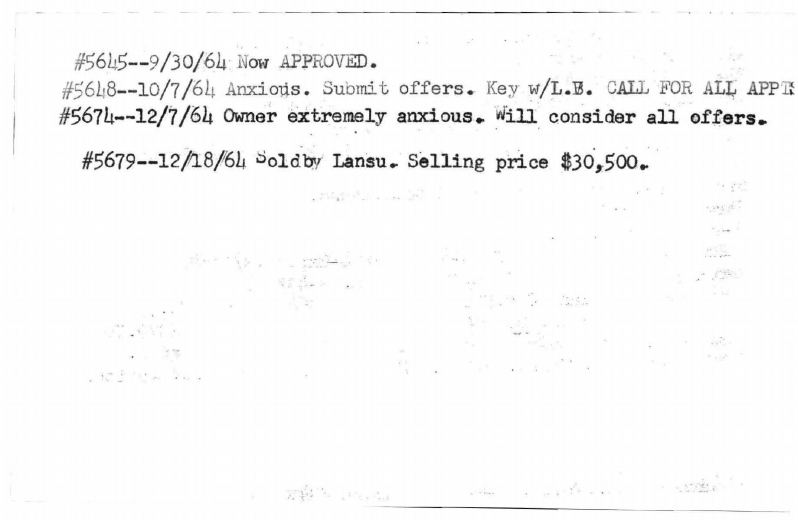 #5645--9/30/64 Now APPROVED.
#5648--10/7/64 Anxious. Submit offers. Key w/L.B. CALL FOR ALL APPTS
#5674--12/7/64 Owner extremely anxious. Will consider all offers.
#5679--12/18/64 Soldby Lansu. Selling price $30,500.